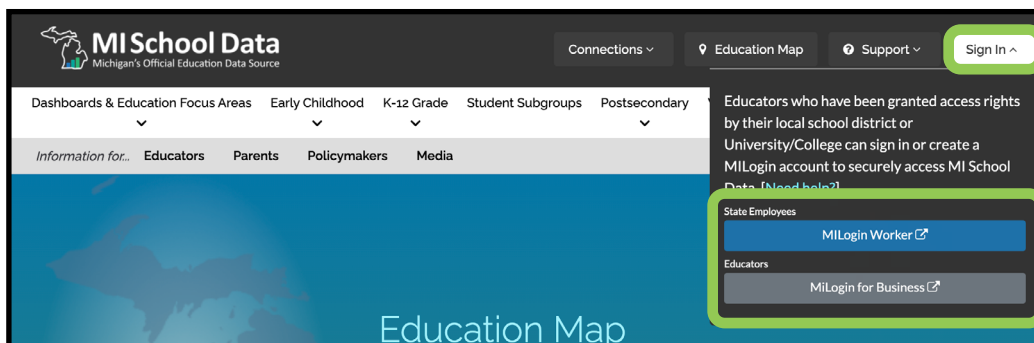 MI School Data
Michigan's Official Education Data Source
Connections
Education Map
Support
Sign In
Dashboards & Education Focus Areas
Early Childhood
K-12 Grade
Student Subgroups
Postsecondary
Information for...
Educators
Parents
Policymakers
Media
Educators who have been granted access rights
by their local school district or
University/College can sign in or create a
MILogin account to securely access MI School
Data. [Need help?]
State Employees
MILogin Worker
Educators
MiLogin for Business
Education Map